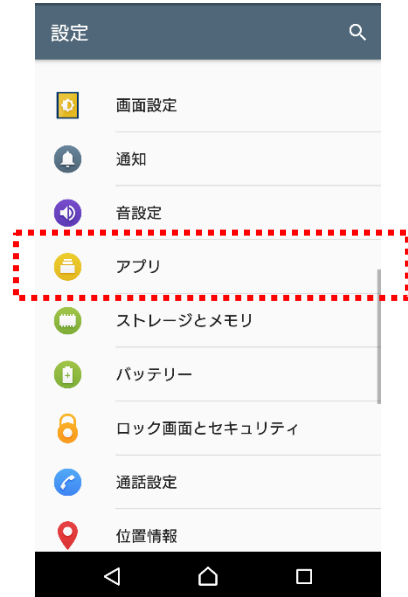 設定
画面設定
通知
音設定
アプリ
ストレージとメモリ
バッテリー
ロック画面とセキュリティ
通話設定
位置情報